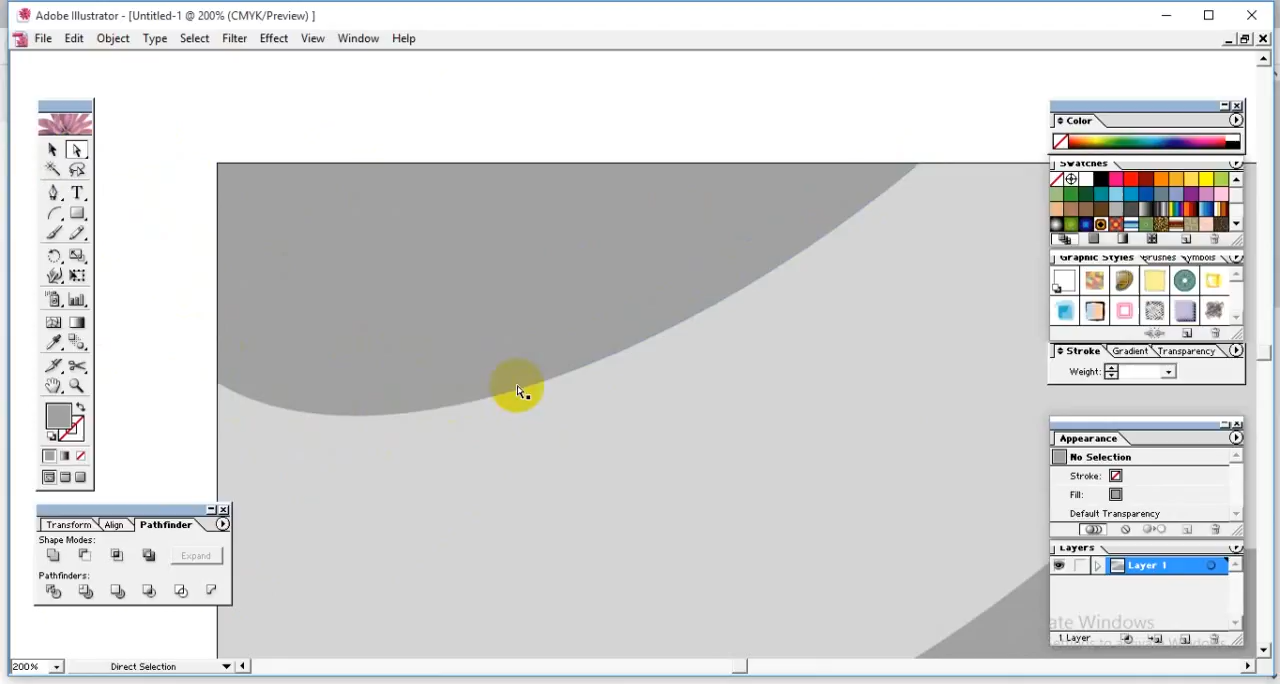 Adobe Illustrator - [Untitled-1 @ 200% (CMYK/Preview) ]
File Edit Object Type Select Filter Effect View Window Help
Color
Swatches
Graphic Styles Brushes Symbols
Stroke Gradient Transparency
Weight:
Appearance
No Selection
Stroke:
Fill:
Default Transparency
Transform Align Pathfinder
Shape Modes:
Expand
Pathfinders:
Layers
Layer 1
1 Layer
ate Windows
200% Direct Selection